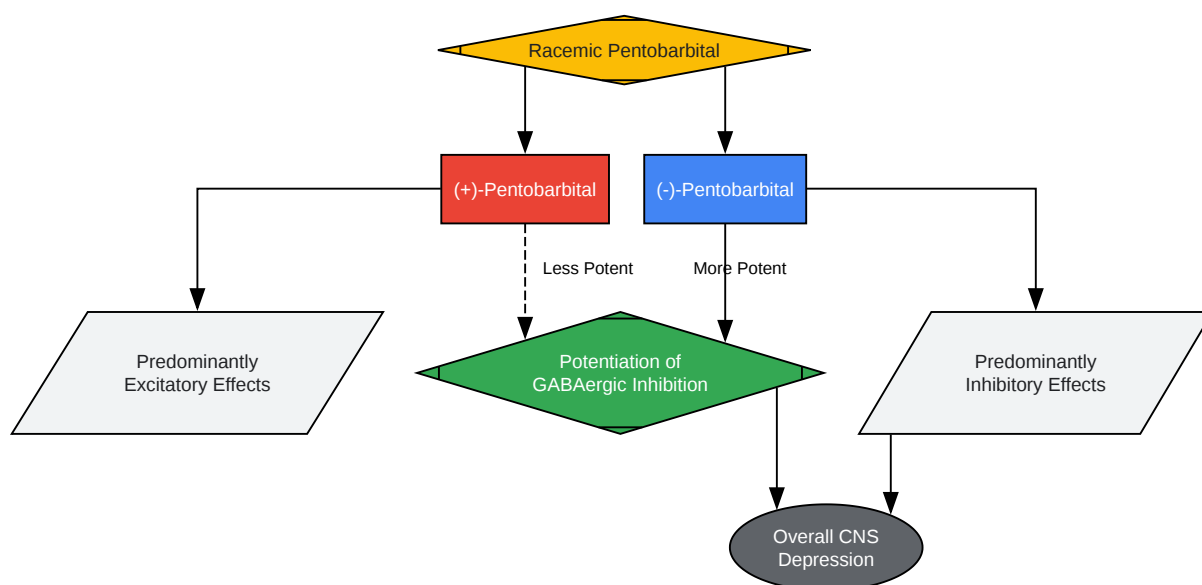 Racemic Pentobarbital
(+)-Pentobarbital
(-)-Pentobarbital
Less Potent
More Potent
Predominantly
Excitatory Effects
Potentiation of
GABAergic Inhibition
Predominantly
Inhibitory Effects
Overall CNS
Depression